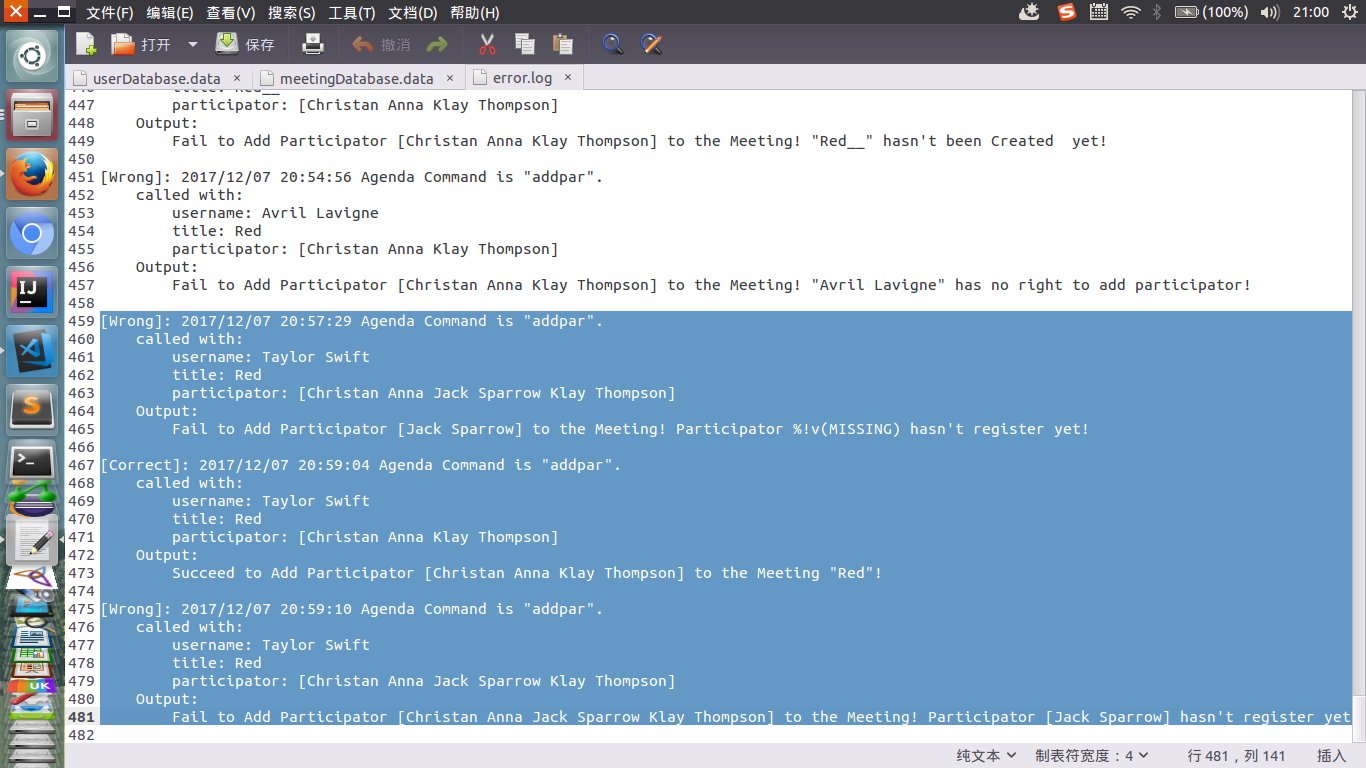 文件(F) 编辑(E) 查看(V) 搜索(S) 工具(T) 文档(D) 帮助(H) (100%) 21:00
打开 保存 撤消
userDatabase.data × meetingDatabase.data × error.log ×
447 participator: [Christan Anna Klay Thompson]
448 Output:
449 Fail to Add Participator [Christan Anna Klay Thompson] to the Meeting! "Red__" hasn't been Created  yet!
450
451 [Wrong]: 2017/12/07 20:54:56 Agenda Command is "addpar".
452 called with:
453 username: Avril Lavigne
454 title: Red
455 participator: [Christan Anna Klay Thompson]
456 Output:
457 Fail to Add Participator [Christan Anna Klay Thompson] to the Meeting! "Avril Lavigne" has no right to add participator!
458
459 [Wrong]: 2017/12/07 20:57:29 Agenda Command is "addpar".
460 called with:
461 username: Taylor Swift
462 title: Red
463 participator: [Christan Anna Jack Sparrow Klay Thompson]
464 Output:
465 Fail to Add Participator [Jack Sparrow] to the Meeting! Participator %!v(MISSING) hasn't register yet!
466
467 [Correct]: 2017/12/07 20:59:04 Agenda Command is "addpar".
468 called with:
469 username: Taylor Swift
470 title: Red
471 participator: [Christan Anna Klay Thompson]
472 Output:
473 Succeed to Add Participator [Christan Anna Klay Thompson] to the Meeting "Red"!
474
475 [Wrong]: 2017/12/07 20:59:10 Agenda Command is "addpar".
476 called with:
477 username: Taylor Swift
478 title: Red
479 participator: [Christan Anna Jack Sparrow Klay Thompson]
480 Output:
481 Fail to Add Participator [Christan Anna Jack Sparrow Klay Thompson] to the Meeting! Participator [Jack Sparrow] hasn't register yet
482
纯文本 制表符宽度：4 行 481，列 141 插入
IJ
S
UK